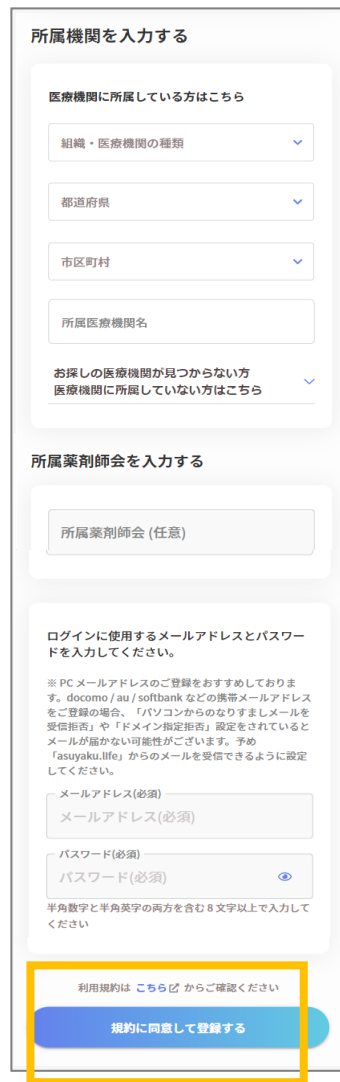 所属機関を入力する
医療機関に所属している方はこちら
組織・医療機関の種類
都道府県
市区町村
所属医療機関名
お探しの医療機関が見つからない方
医療機関に所属していない方はこちら
所属薬剤師会を入力する
所属薬剤師会 (任意)
ログインに使用するメールアドレスとパスワー
ドを入力してください。
※ PC メールアドレスのご登録をおすすめしておりま
す。docomo / au / softbank などの携帯メールアドレス
をご登録の場合、「パソコンからのなりすましメールを
受信拒否」や「ドメイン指定拒否」設定をされていると
メールが届かない可能性がございます。予め
「asuyaku.life」からのメールを受信できるように設定
してください。
メールアドレス(必須)
メールアドレス(必須)
パスワード(必須)
パスワード(必須)
半角数字と半角英字の両方を含む 8 文字以上で入力して
ください
利用規約は こちら からご確認ください
規約に同意して登録する